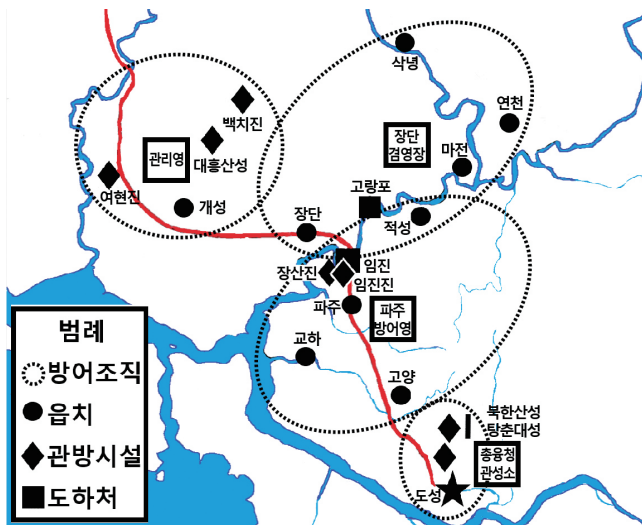 삭녕
연천
백치진
관리영
대흥산성
장단
겸영장
마전
여현진
개성
고랑포
적성
장단
장산진
임진
임진진
파주
파주
방어영
교하
고양
북한산성
탕춘대성
총융청
관성소
도성
범례
방어조직
읍치
관방시설
도하처